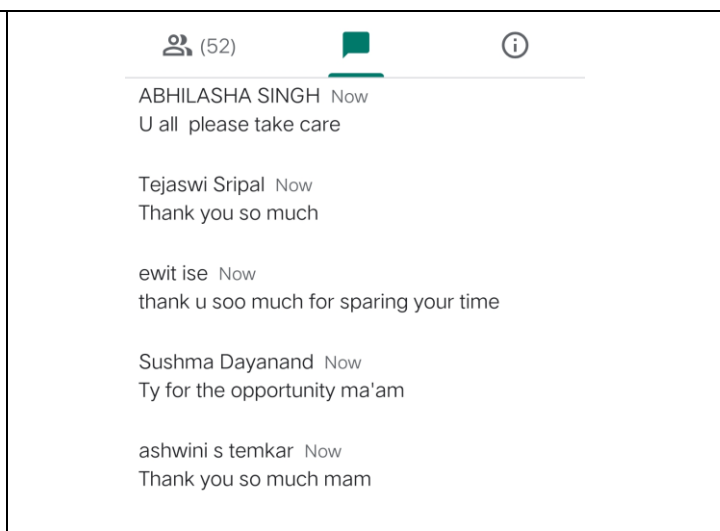 (52)
ABHILASHA SINGH Now
U all please take care
Tejaswi Sripal Now
Thank you so much
ewit ise Now
thank u soo much for sparing your time
Sushma Dayanand Now
Ty for the opportunity ma'am
ashwini s temkar Now
Thank you so much mam